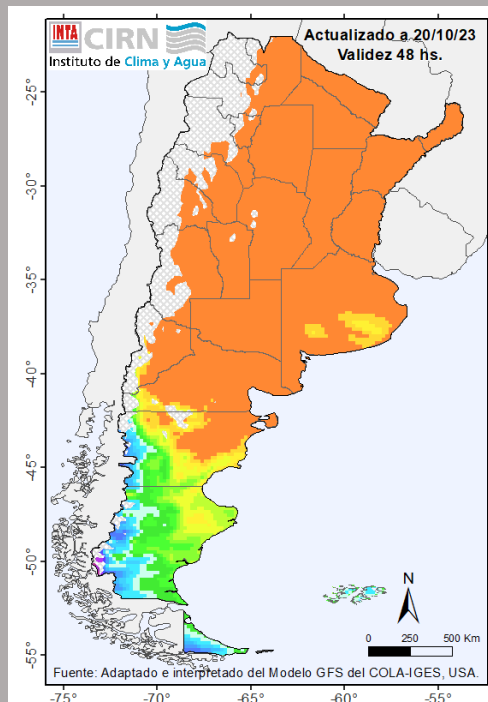 INTA CIRN
Instituto de Clima y Agua
Actualizado a 20/10/23
Validez 48 hs.
-25°
-30°
-35°
-40°
-45°
-50°
-55°
N
0 250 500 Km
Fuente: Adaptado e interpretado del Modelo GFS del COLA-IGES, USA.
-75° -70° -65° -60° -55°